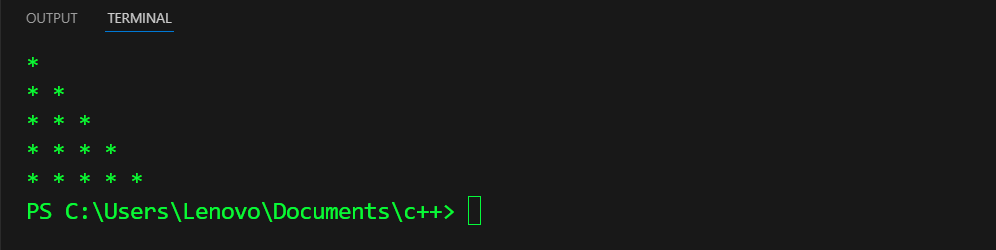 OUTPUT TERMINAL
*
* *
* * *
* * * *
* * * * *
PS C:\Users\Lenovo\Documents\c++>